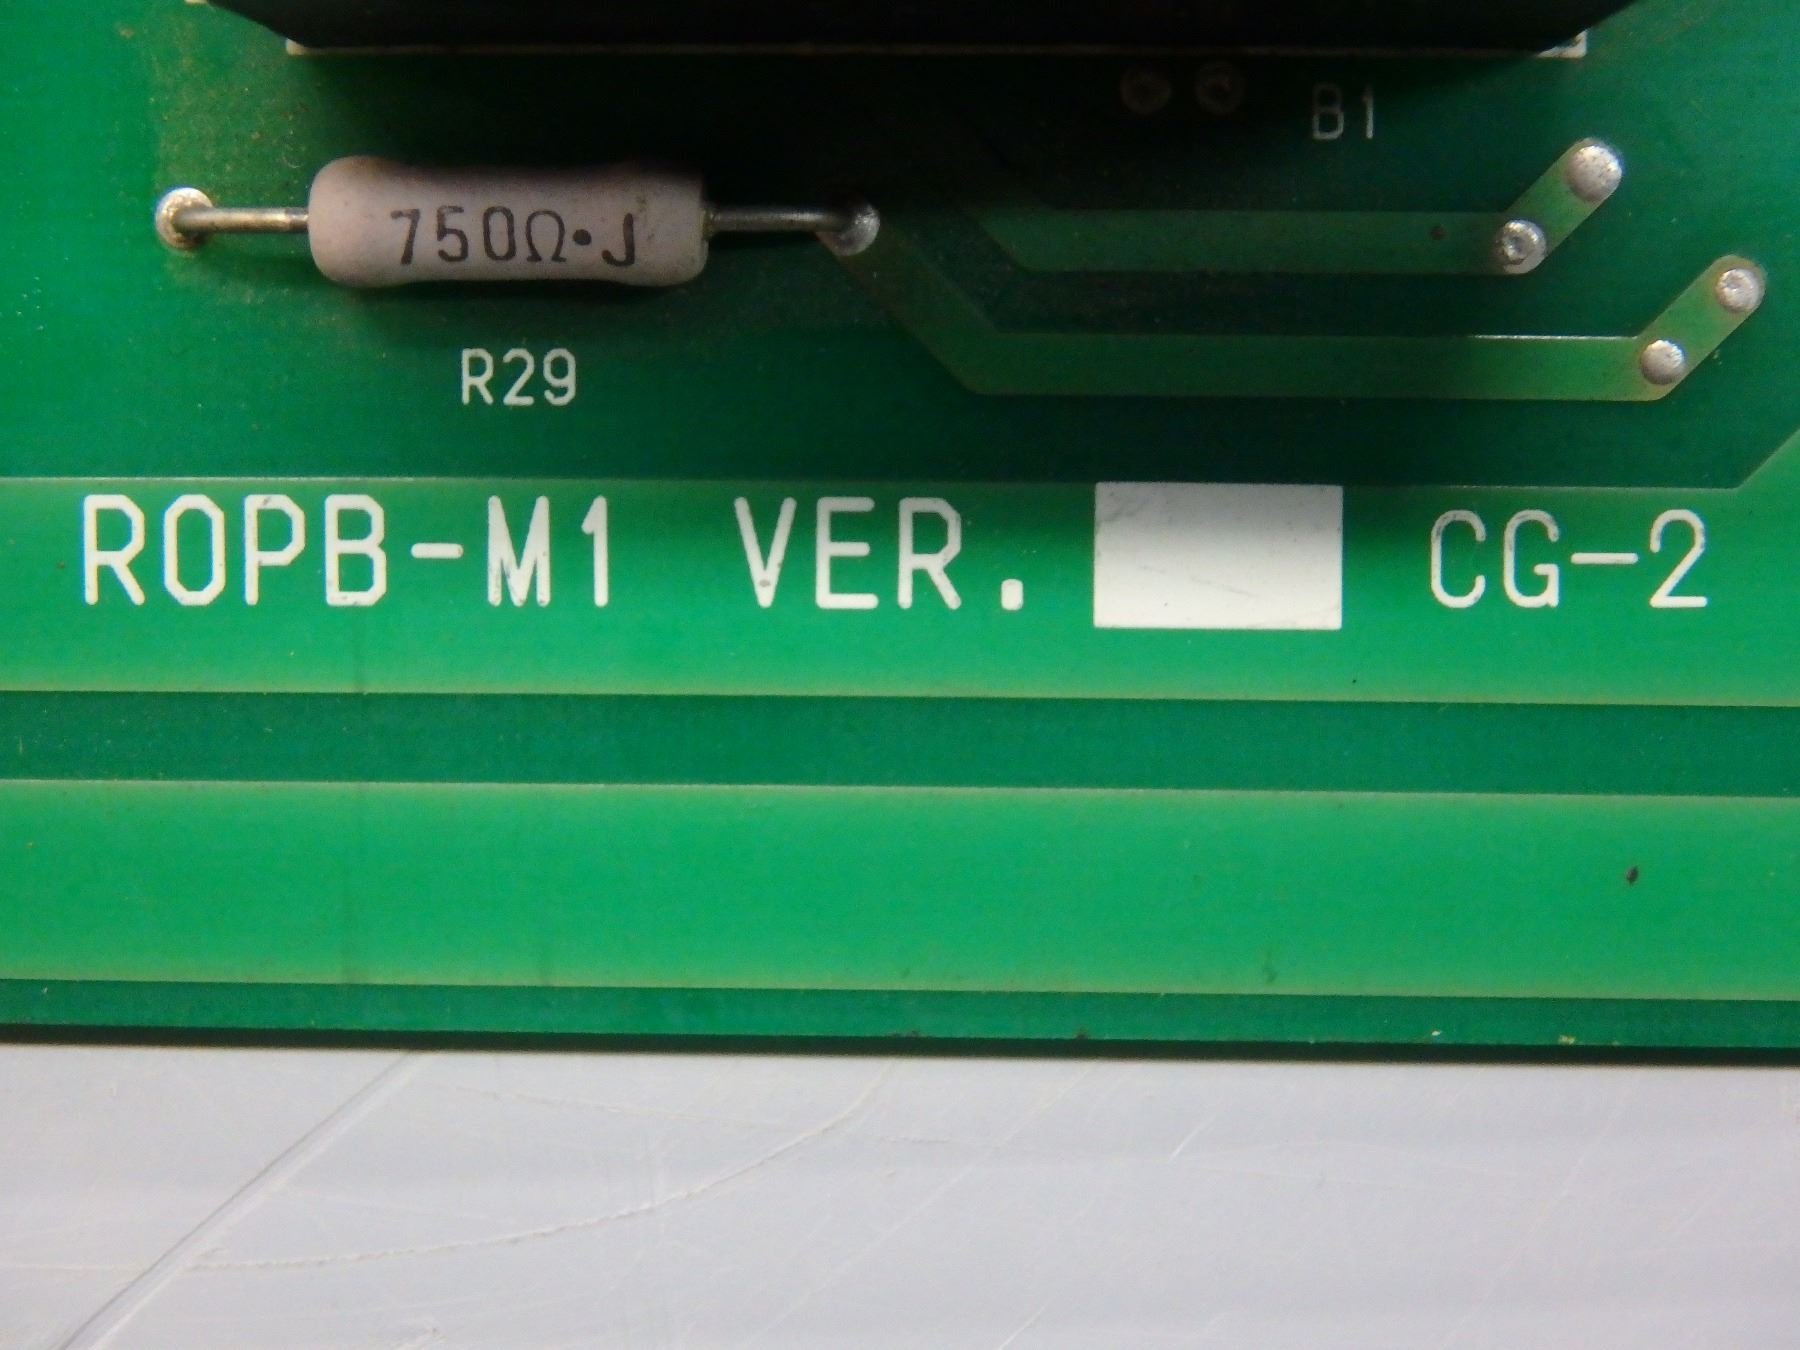 B1
750Ω•J
R29
ROPB-M1 VER. CG-2